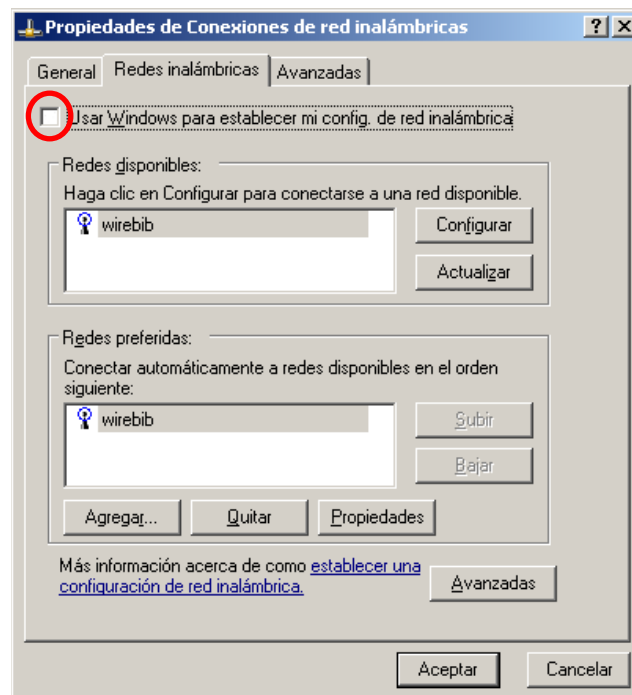 Propiedades de Conexiones de red inalámbricas
General Redes inalámbricas Avanzadas
Usar Windows para establecer mi config. de red inalámbrica
Redes disponibles:
Haga clic en Configurar para conectarse a una red disponible.
wirebib
Configurar
Actualizar
Redes preferidas:
Conectar automáticamente a redes disponibles en el orden
siguiente:
wirebib
Subir
Bajar
Agregar... Quitar Propiedades
Más información acerca de como establecer una
configuración de red inalámbrica.
Avanzadas
Aceptar Cancelar